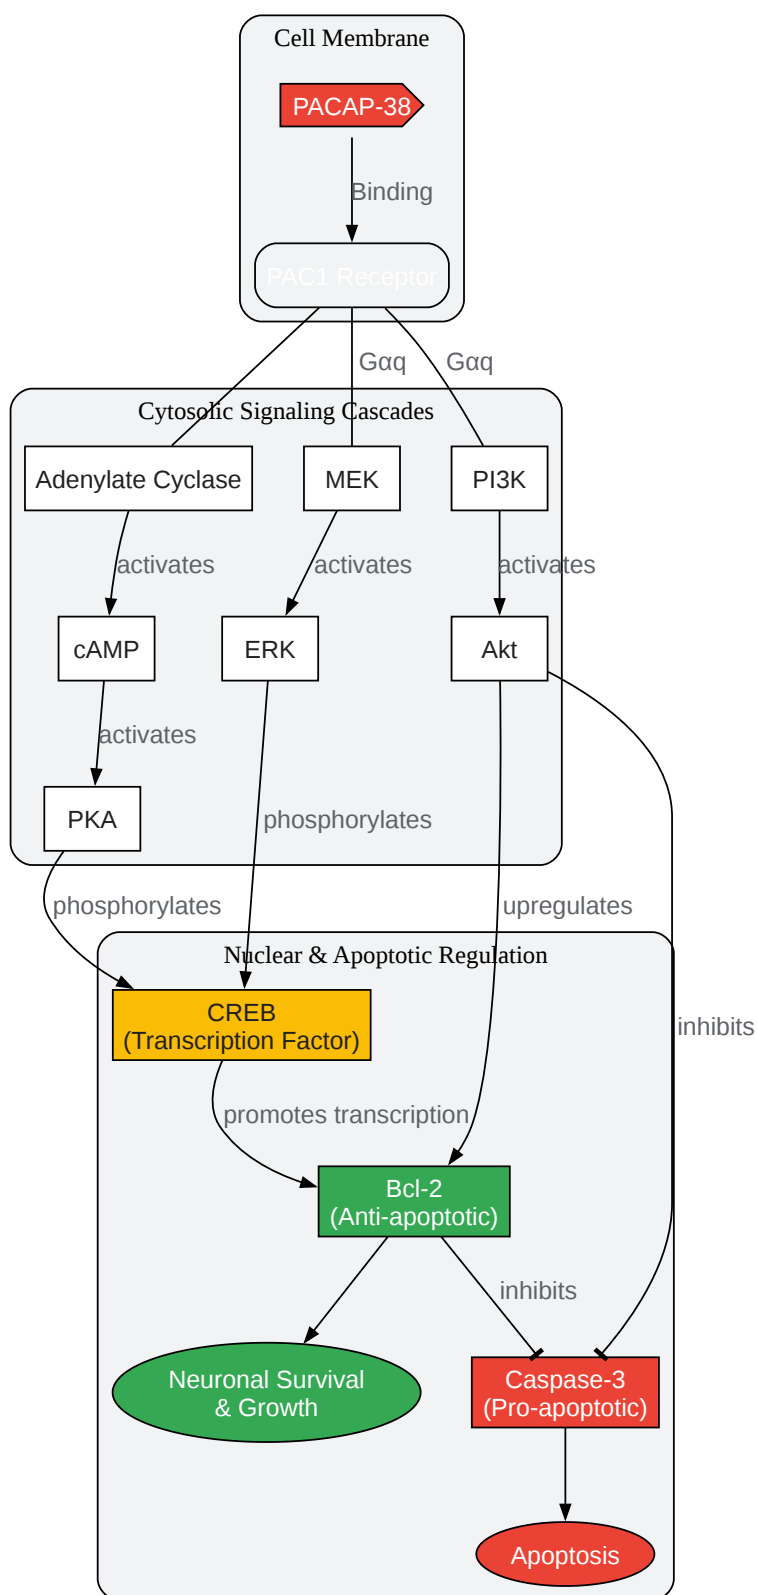 Cell Membrane
PACAP-38
Binding
PAC1 Receptor
Gαq
Gαq
Cytosolic Signaling Cascades
Adenylate Cyclase
MEK
PI3K
activates
activates
activates
cAMP
ERK
Akt
activates
PKA
phosphorylates
phosphorylates
upregulates
Nuclear & Apoptotic Regulation
CREB
(Transcription Factor)
inhibits
promotes transcription
Bcl-2
(Anti-apoptotic)
inhibits
Neuronal Survival
& Growth
Caspase-3
(Pro-apoptotic)
Apoptosis